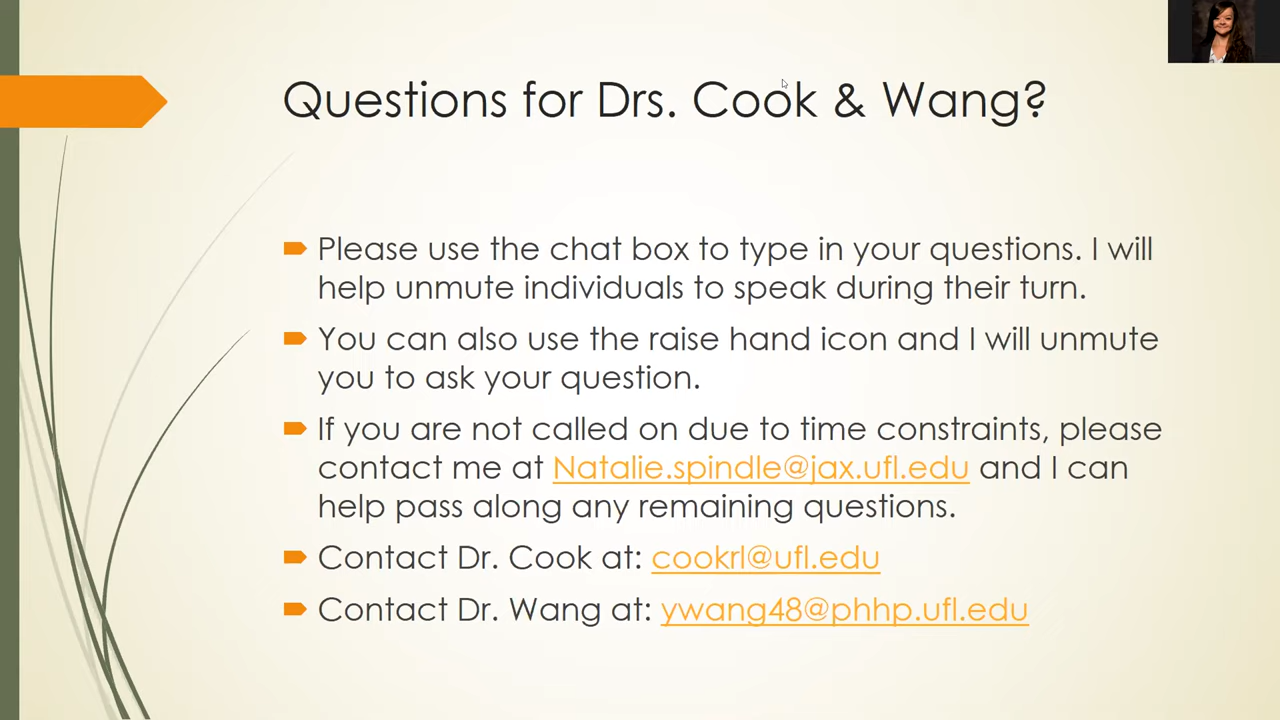 Questions for Drs. Cook & Wang?
Please use the chat box to type in your questions. I will
help unmute individuals to speak during their turn.
You can also use the raise hand icon and I will unmute
you to ask your question.
If you are not called on due to time constraints, please
contact me at Natalie.spindle@jax.ufl.edu and I can
help pass along any remaining questions.
Contact Dr. Cook at: cookrl@ufl.edu
Contact Dr. Wang at: ywang48@phhp.ufl.edu